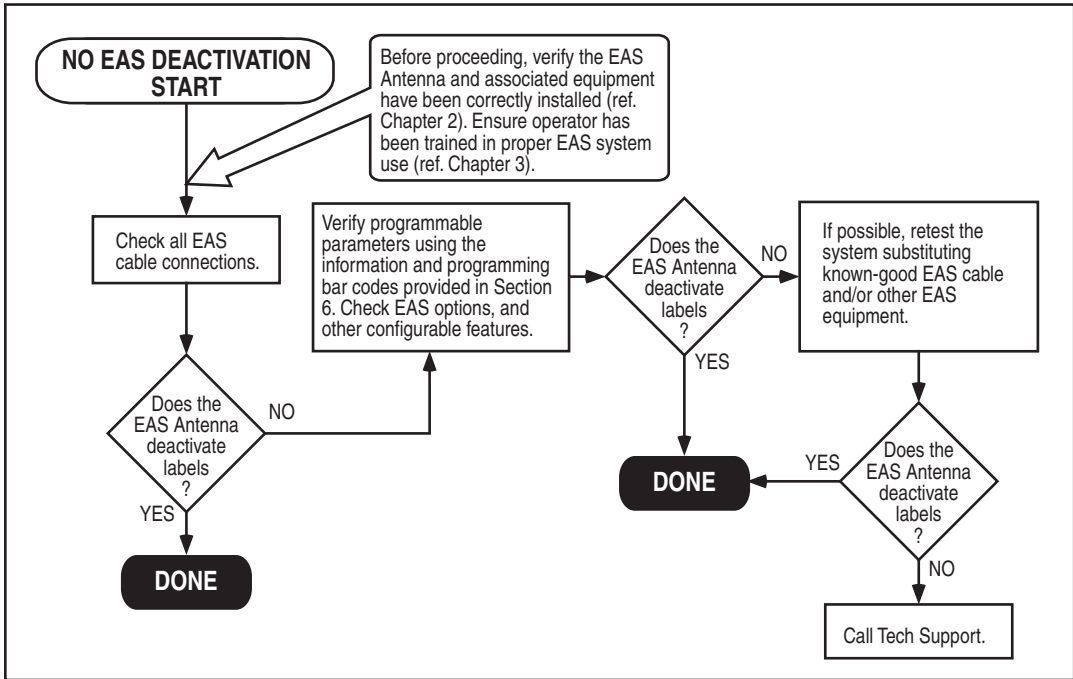 NO EAS DEACTIVATION
START
Before proceeding, verify the EAS
Antenna and associated equipment
have been correctly installed (ref.
Chapter 2). Ensure operator has
been trained in proper EAS system
use (ref. Chapter 3).
Check all EAS
cable connections.
Does the
EAS Antenna
deactivate
labels
?
NO
YES
DONE
Verify programmable
parameters using the
information and programming
bar codes provided in Section
6. Check EAS options, and
other configurable features.
Does the
EAS Antenna
deactivate
labels
?
NO
YES
DONE
If possible, retest the
system substituting
known-good EAS cable
and/or other EAS
equipment.
Does the
EAS Antenna
deactivate
labels
?
YES
NO
Call Tech Support.